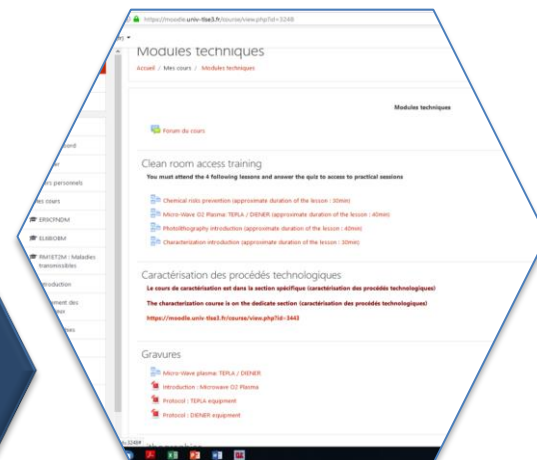 https://moodle.univ-tlse3.fr/course/view.php?id=3248
Modules techniques
Accueil / Mes cours / Modules techniques
Modules techniques
Forum du cours
Clean room access training
You must attend the 4 following lessons and answer the quiz to access to practical sessions
Chemical risks prevention (approximate duration of the lesson : 30min)
Micro-Wave O2 Plasma: TEPLA / DIENER (approximate duration of the lesson : 40min)
Photolithography introduction (approximate duration of the lesson : 40min)
Characterization introduction (approximate duration of the lesson : 30min)
personnels
cours
ER9CFNDM
EL8BIOBM
RM1ET2M : Maladies
transmissibles
Caractérisation des procédés technologiques
Le cours de caractérisation est dans la section spécifique (caractérisation des procédés technologiques)
The characterization course is on the dedicate section (caractérisation des procédés technologiques)
https://moodle.univ-tlse3.fr/course/view.php?id=3443
Gravures
Micro-Wave plasma: TEPLA / DIENER
Introduction : Microwave O2 Plasma
Protocol : TEPLA equipment
Protocol : DIENER equipment